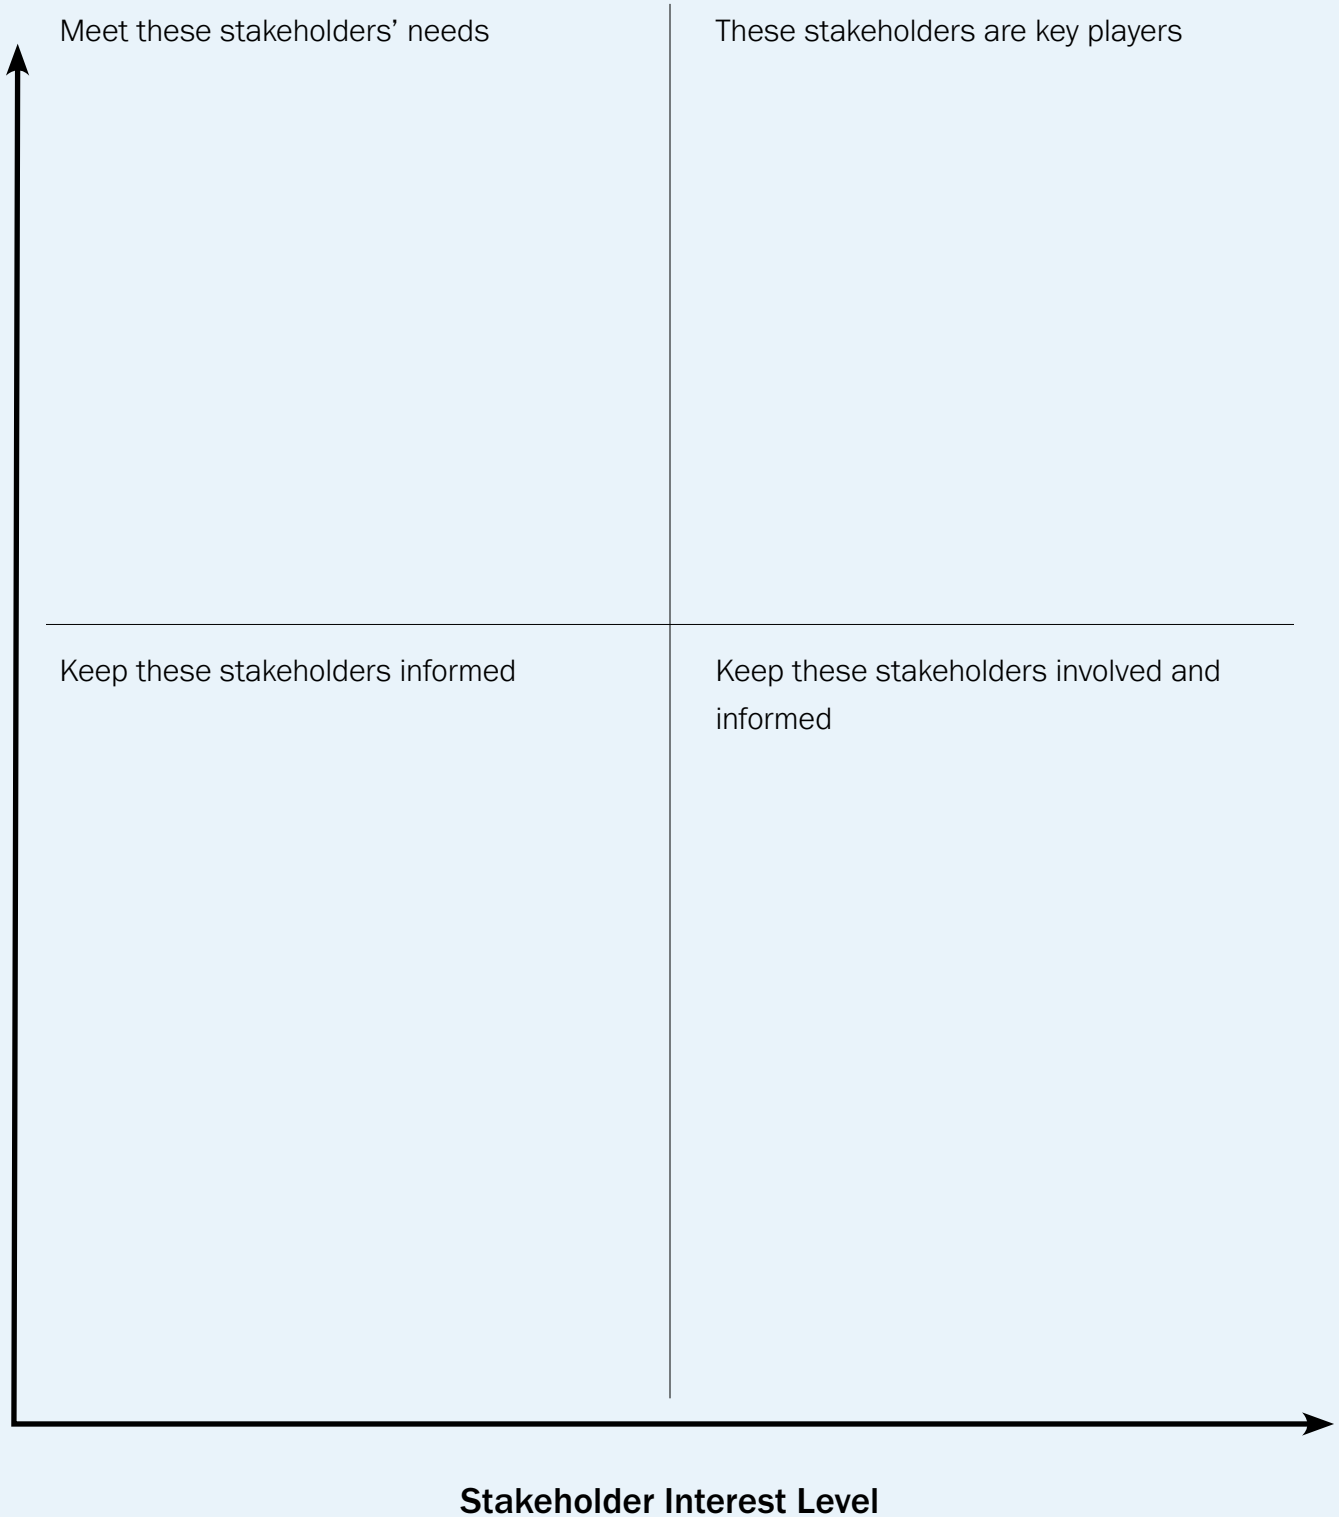 Meet these stakeholders’ needs
These stakeholders are key players
Keep these stakeholders informed
Keep these stakeholders involved and
informed
Stakeholder Interest Level